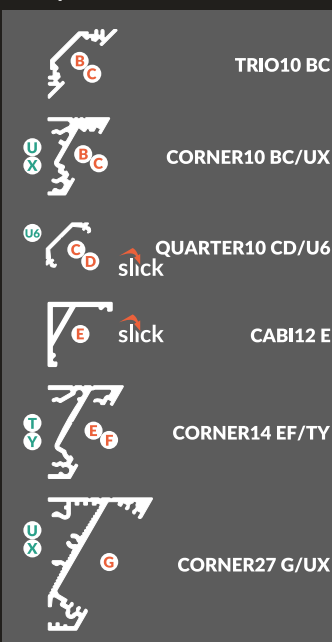 B
C
TRIO10 BC
U
X
B
C
CORNER10 BC/UX
U6
C
D
slick
QUARTER10 CD/U6
E
slick
CABI12 E
T
Y
E
F
CORNER14 EF/TY
U
X
G
CORNER27 G/UX